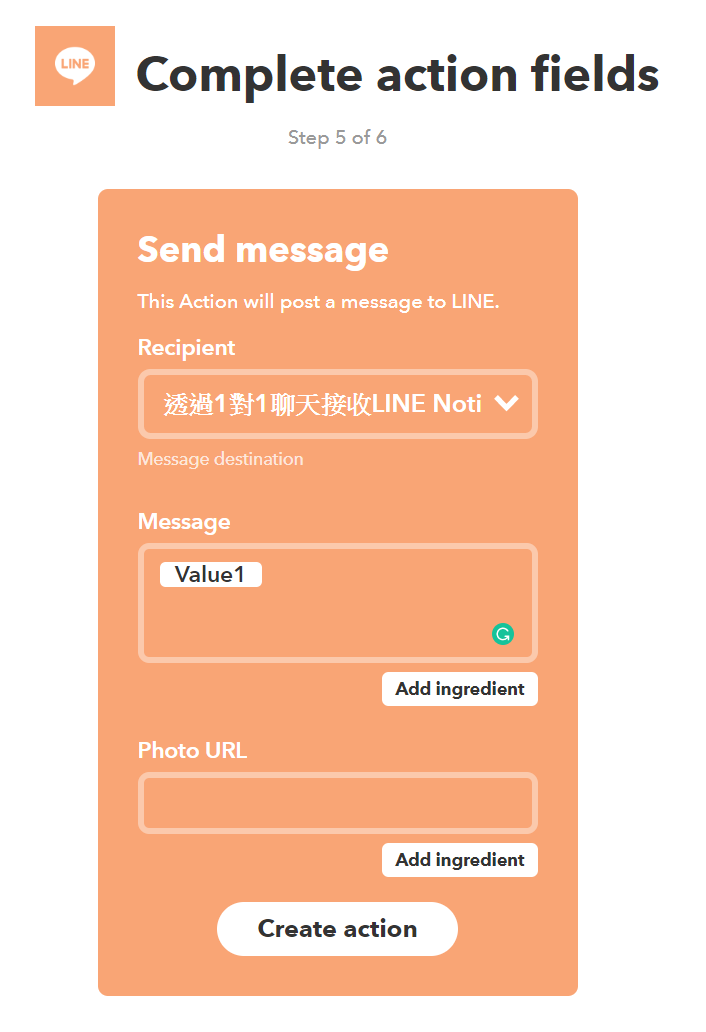 LINE
Complete action fields
Step 5 of 6
Send message
This Action will post a message to LINE.
Recipient
透過1對1聊天接收LINE Noti
Message destination
Message
Value1
Add ingredient
Photo URL
Add ingredient
Create action